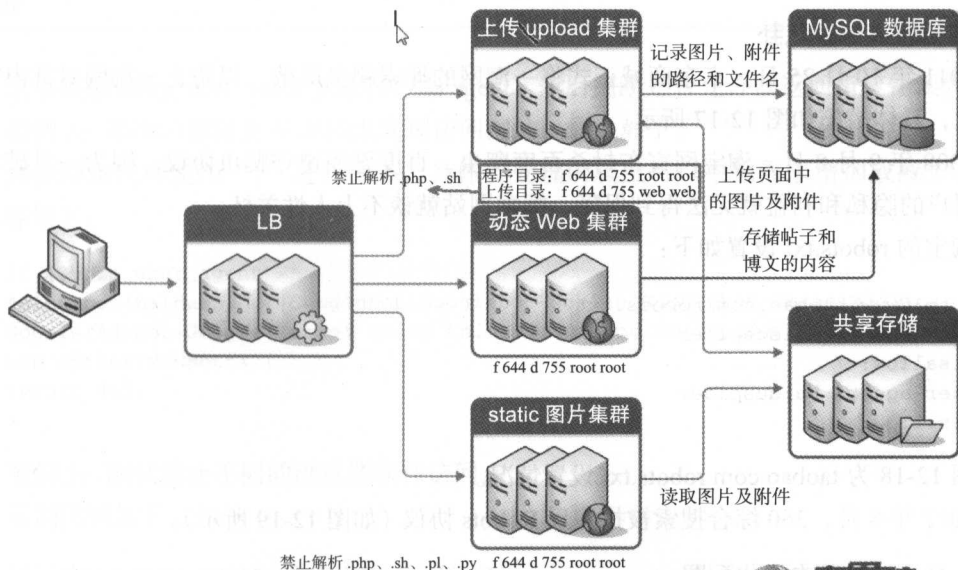 上传 upload 集群
MySQL 数据库
记录图片、附件
的路径和文件名
禁止解析 .php、.sh
程序目录：f 644 d 755 root root
上传目录：f 644 d 755 web web
上传页面中
的图片及附件
LB
动态 Web 集群
存储帖子和
博文的内容
f 644 d 755 root root
共享存储
static 图片集群
读取图片及附件
禁止解析 .php、.sh、.pl、.py
f 644 d 755 root root